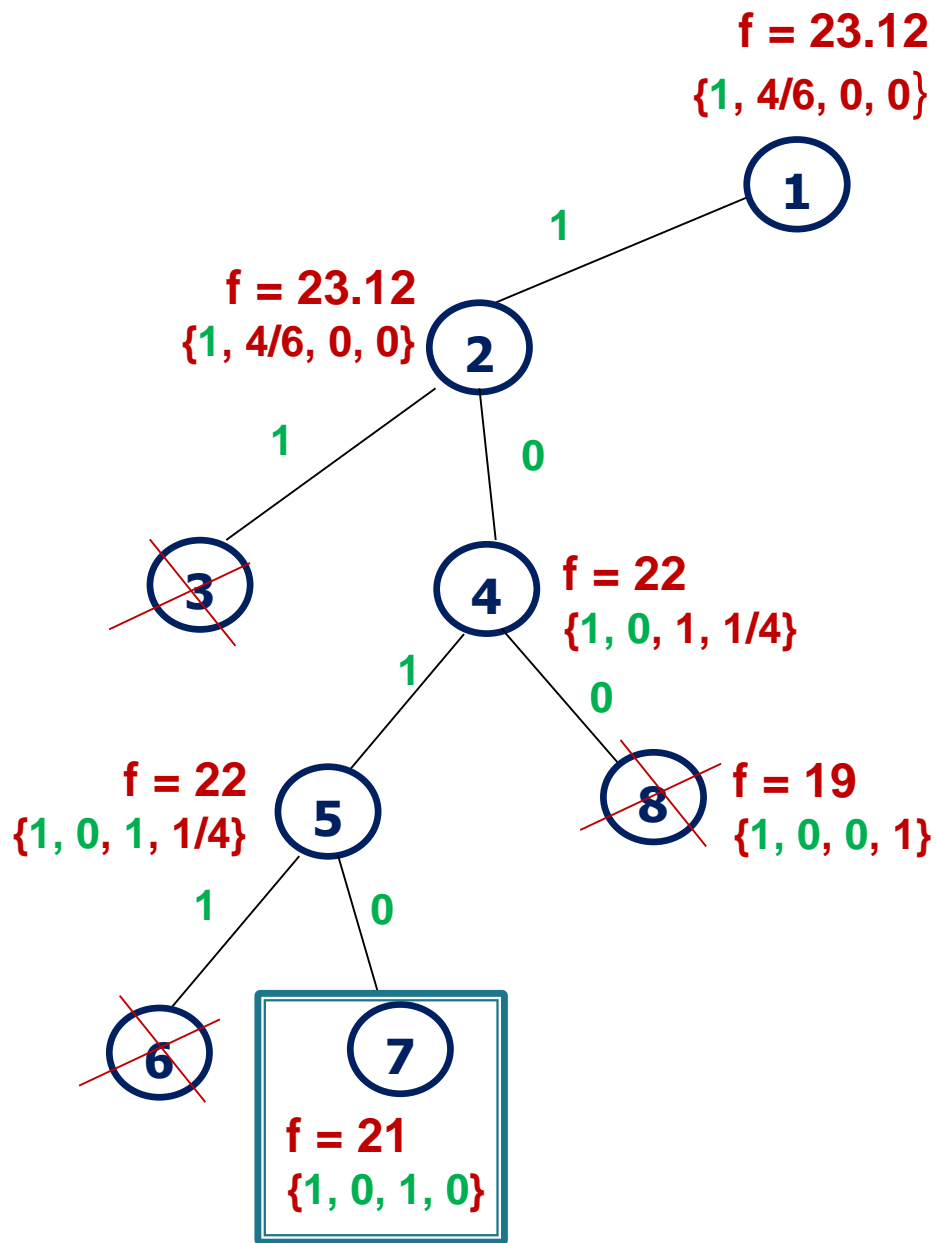 f = 23.12
{1, 4/6, 0, 0}
1
1
f = 23.12
{1, 4/6, 0, 0}
2
1
0
3
4
f = 22
{1, 0, 1, 1/4}
1
0
f = 22
{1, 0, 1, 1/4}
5
8
f = 19
{1, 0, 0, 1}
1
0
6
7
f = 21
{1, 0, 1, 0}